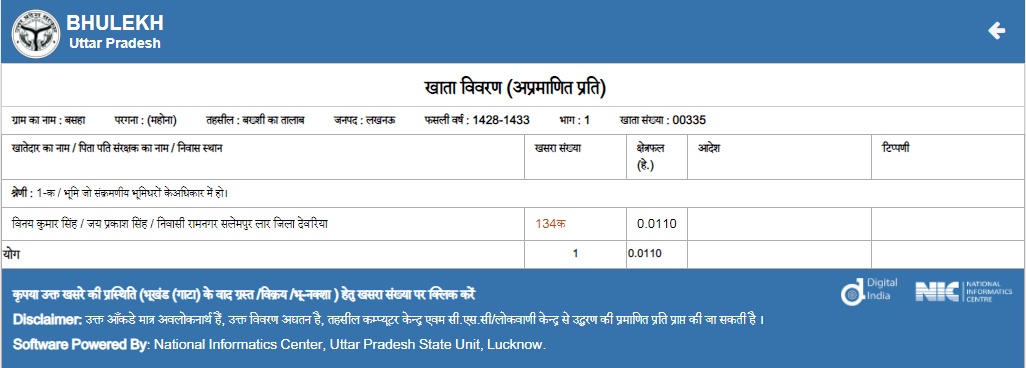 BHULEKH
Uttar Pradesh
खाता विवरण (अप्रमाणित प्रति)
ग्राम का नाम : बसहा परगना : (महोना) तहसील : बख्शी का तालाब जनपद : लखनऊ फसली वर्ष : 1428-1433 भाग : 1 खाता संख्या : 00335
खातेदार का नाम / पिता पति संरक्षक का नाम / निवास स्थान खसरा संख्या क्षेत्रफल (हे.) आदेश टिप्पणी
श्रेणी : 1-क / भूमि जो संक्रमणीय भूमिधरों केअधिकार में हो।
विनय कुमार सिंह / जय प्रकाश सिंह / निवासी रामनगर सलेमपुर लार जिला देवरिया 134क 0.0110
योग 1 0.0110
कृपया उक्त खसरे की प्रस्थिति (भूखंड (गाटा) के वाद ग्रस्त /विक्रय /भू-नक्शा ) हेतु खसरा संख्या पर क्लिक करें
Digital India
NIC NATIONAL INFORMATICS CENTRE
Disclaimer: उक्त आँकडे मात्र अवलोकनार्थ हैं, उक्त विवरण अद्यतन है, तहसील कम्प्यूटर केन्द्र एवम सी.एस.सी/लोकवाणी केन्द्र से उद्धरण की प्रमाणित प्रति प्राप्त की जा सकती है ।
Software Powered By: National Informatics Center, Uttar Pradesh State Unit, Lucknow.